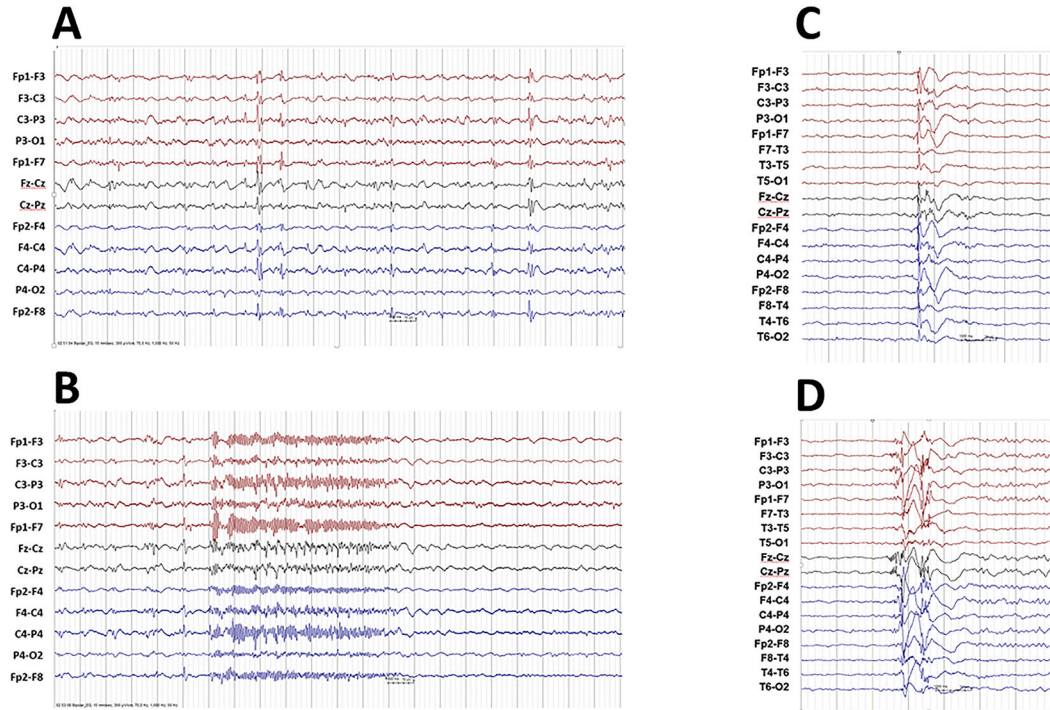 A
Fp1-F3
F3-C3
C3-P3
P3-O1
Fp1-F7
Fz-Cz
Cz-Pz
Fp2-F4
F4-C4
C4-P4
P4-O2
Fp2-F8
B
Fp1-F3
F3-C3
C3-P3
P3-O1
Fp1-F7
Fz-Cz
Cz-Pz
Fp2-F4
F4-C4
C4-P4
P4-O2
Fp2-F8
C
Fp1-F3
F3-C3
C3-P3
P3-O1
Fp1-F7
F7-T3
T3-T5
T5-O1
Fz-Cz
Cz-Pz
Fp2-F4
F4-C4
C4-P4
P4-O2
Fp2-F8
F8-T4
T4-T6
T6-O2
D
Fp1-F3
F3-C3
C3-P3
P3-O1
Fp1-F7
F7-T3
T3-T5
T5-O1
Fz-Cz
Cz-Pz
Fp2-F4
F4-C4
C4-P4
P4-O2
Fp2-F8
F8-T4
T4-T6
T6-O2